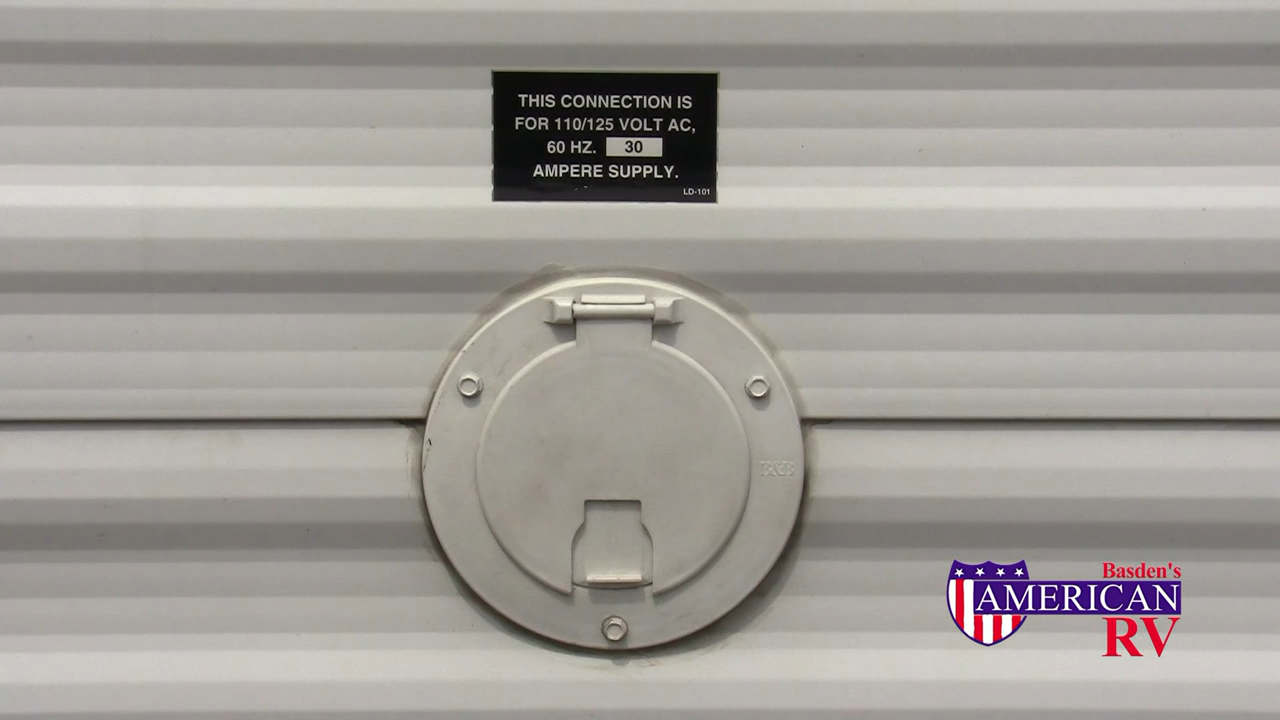 THIS CONNECTION IS
FOR 110/125 VOLT AC,
60 HZ. 30
AMPERE SUPPLY.
LD-101
Basden's
AMERICAN
RV